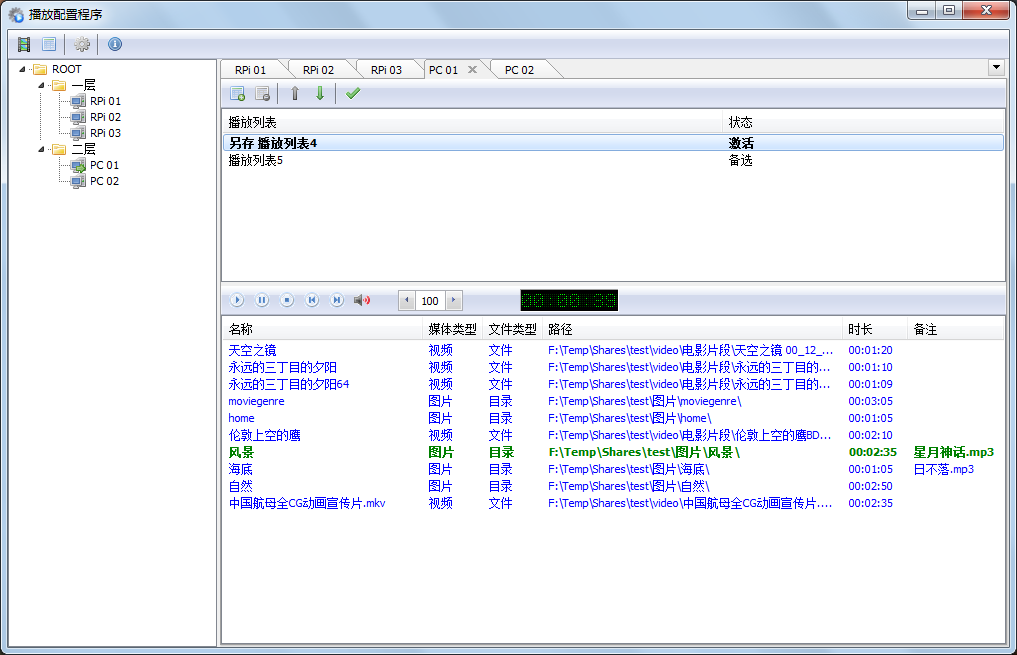 播放配置程序
ROOT
一层
RPi 01
RPi 02
RPi 03
二层
PC 01
PC 02
RPi 01 RPi 02 RPi 03 PC 01 PC 02
播放列表 状态
另存 播放列表4 激活
播放列表5 备选
100 00:00:39
名称 媒体类型 文件类型 路径 时长 备注
天空之镜 视频 文件 F:\Temp\Shares\test\video\电影片段\天空之镜 00_12_... 00:01:20
永远的三丁目的夕阳 视频 文件 F:\Temp\Shares\test\video\电影片段\永远的三丁目的... 00:01:10
永远的三丁目的夕阳64 视频 文件 F:\Temp\Shares\test\video\电影片段\永远的三丁目的... 00:01:09
moviegenre 图片 目录 F:\Temp\Shares\test\图片\moviegenre\ 00:03:05
home 图片 目录 F:\Temp\Shares\test\图片\home\ 00:01:05
伦敦上空的鹰 视频 文件 F:\Temp\Shares\test\video\电影片段\伦敦上空的鹰BD... 00:02:10
风景 图片 目录 F:\Temp\Shares\test\图片\风景\ 00:02:35 星月神话.mp3
海底 图片 目录 F:\Temp\Shares\test\图片\海底\ 00:01:05 日不落.mp3
自然 图片 目录 F:\Temp\Shares\test\图片\自然\ 00:02:50
中国航母全CG动画宣传片.mkv 视频 文件 F:\Temp\Shares\test\video\中国航母全CG动画宣传片.... 00:02:35